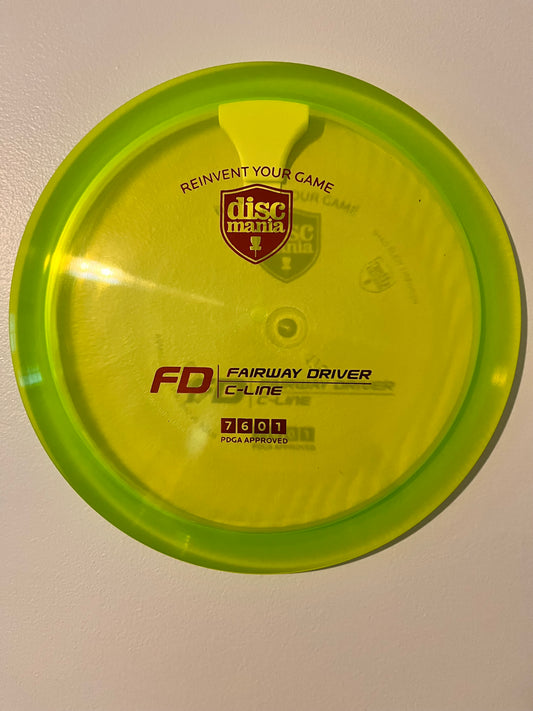 REINVENT YOUR GAME
disc
mania
FD
FAIRWAY DRIVER
C-LINE
7 6 0 1
PDGA APPROVED